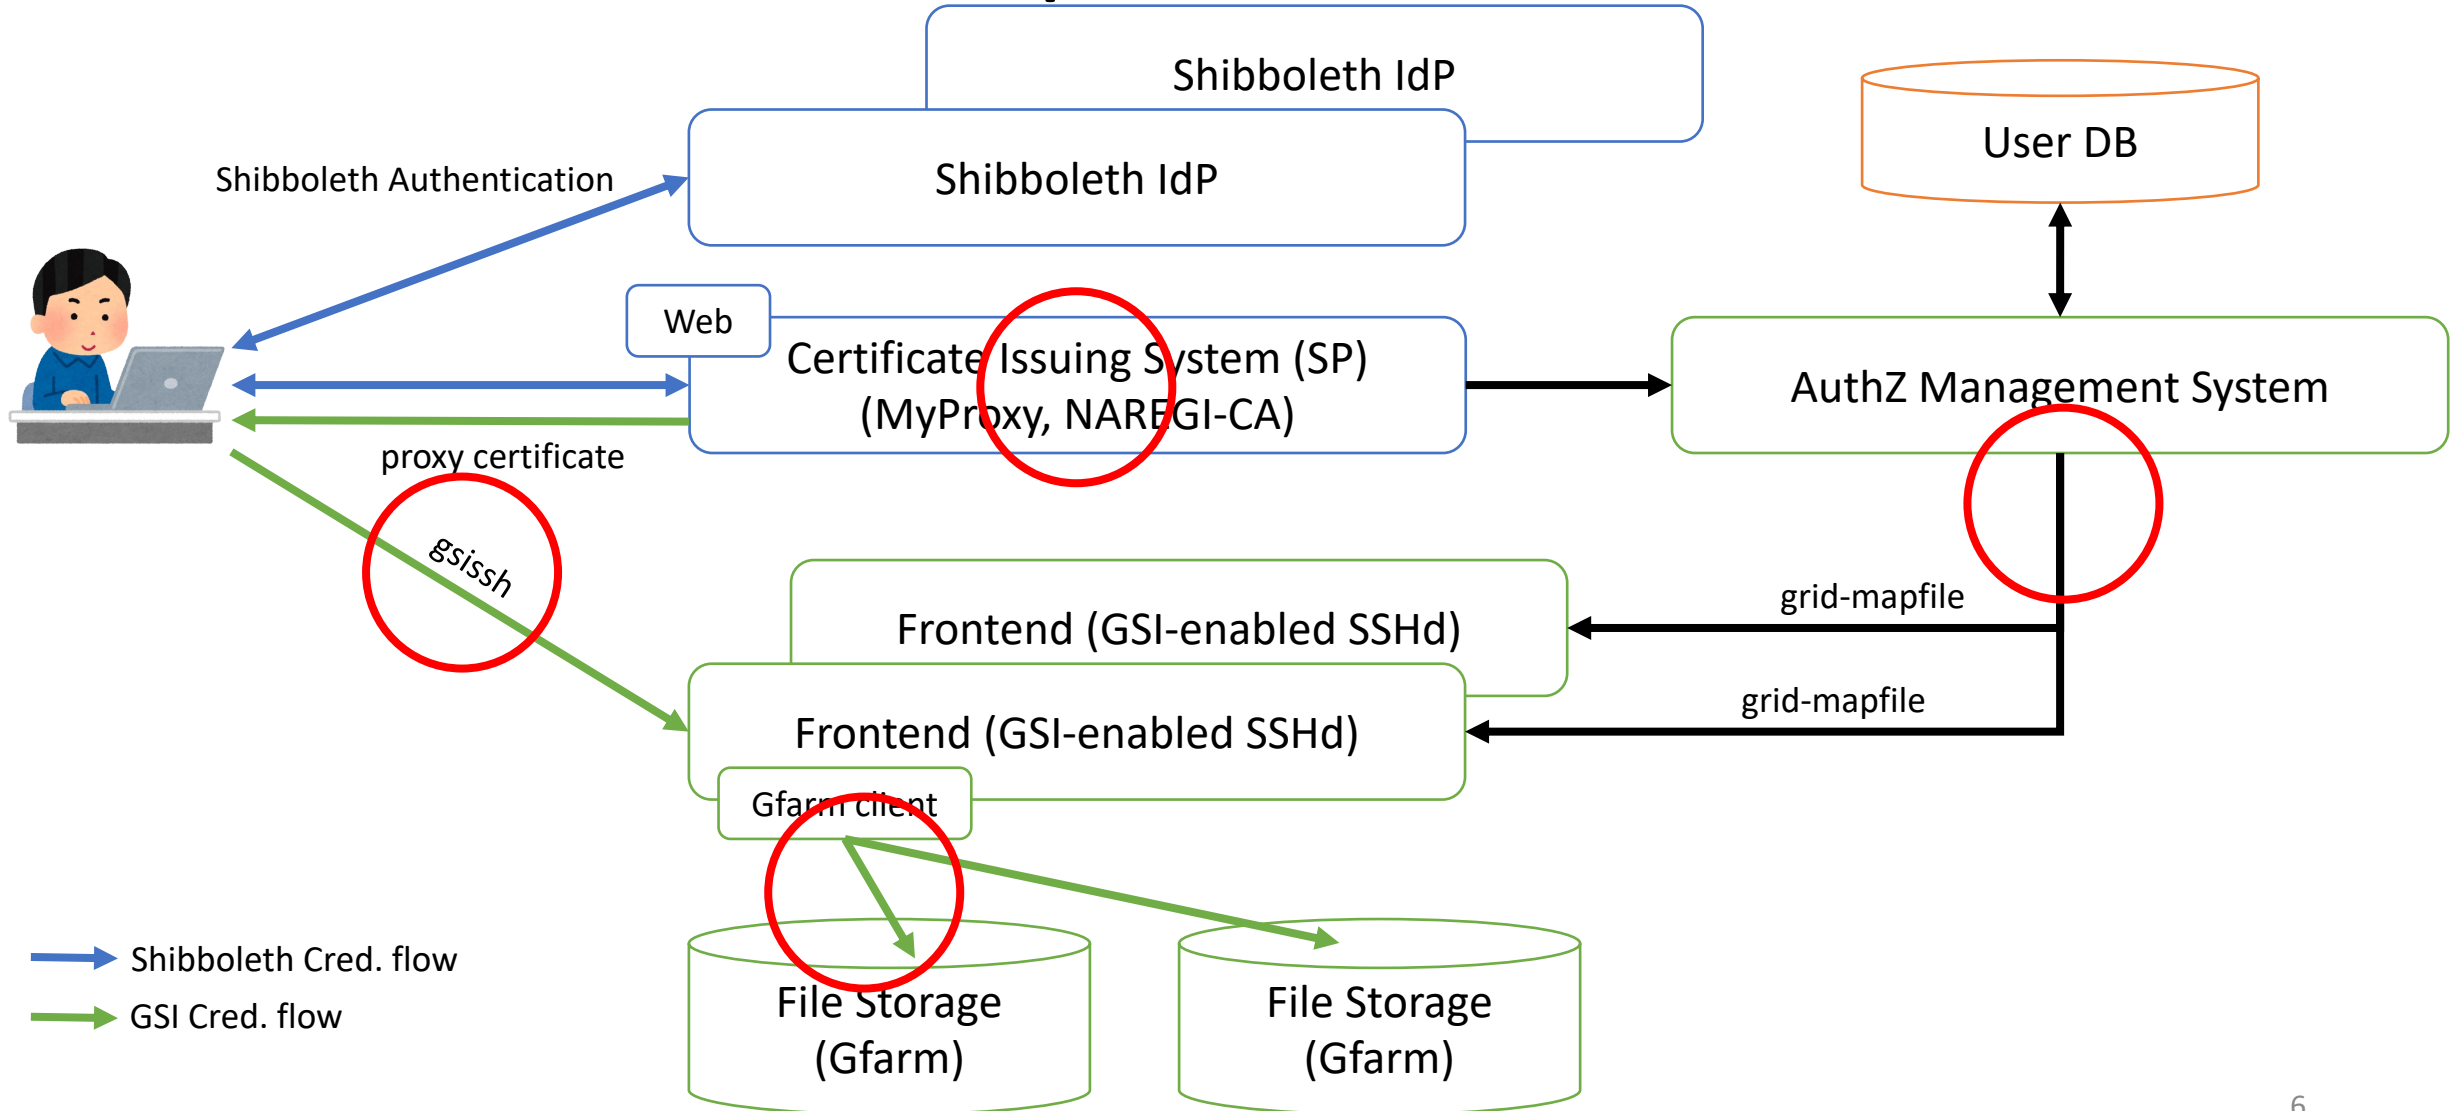 Shibboleth IdP
User DB
Shibboleth Authentication
Shibboleth IdP
Web
Certificate Issuing System (SP)
(MyProxy, NAREGI-CA)
AuthZ Management System
proxy certificate
gsissh
grid-mapfile
Frontend (GSI-enabled SSHd)
grid-mapfile
Frontend (GSI-enabled SSHd)
Gfarm client
Shibboleth Cred. flow
GSI Cred. flow
File Storage
(Gfarm)
File Storage
(Gfarm)
6